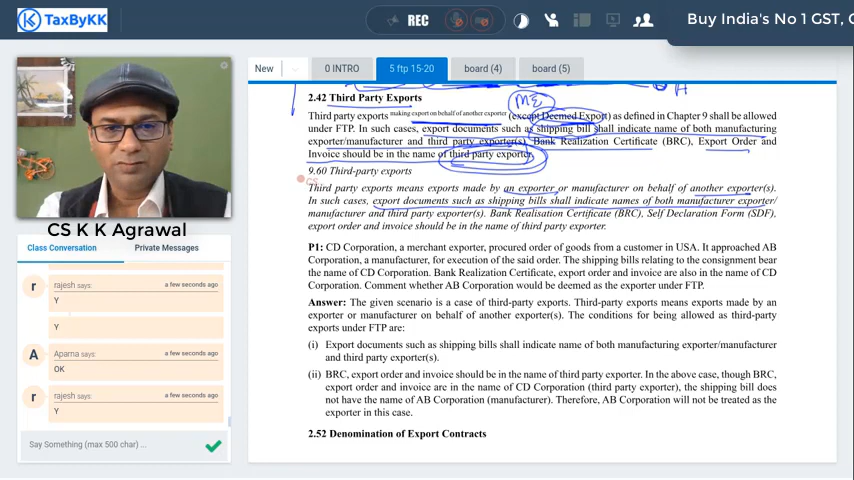 TaxByKK
REC
Buy India's No 1 GST, C
New
0 INTRO
5 ftp 15-20
board (4)
board (5)
CS K K Agrawal
Class Conversation
Private Messages
r
rajesh says:
a few seconds ago
Y
Y
A
Aparna says:
a few seconds ago
OK
r
rajesh says:
a few seconds ago
Y
Say Something (max 500 char) ...
2.42 Third Party Exports
ME
Third party exports making export on behalf of another exporter (except Deemed Export) as defined in Chapter 9 shall be allowed
under FTP. In such cases, export documents such as shipping bill shall indicate name of both manufacturing
exporter/manufacturer and third party exporter(s). Bank Realization Certificate (BRC), Export Order and
Invoice should be in the name of third party exporter.
9.60 Third-party exports
CS
Third party exports means exports made by an exporter or manufacturer on behalf of another exporter(s).
In such cases, export documents such as shipping bills shall indicate names of both manufacturer exporter/
manufacturer and third party exporter(s). Bank Realisation Certificate (BRC), Self Declaration Form (SDF),
export order and invoice should be in the name of third party exporter.
P1: CD Corporation, a merchant exporter, procured order of goods from a customer in USA. It approached AB
Corporation, a manufacturer, for execution of the said order. The shipping bills relating to the consignment bear
the name of CD Corporation. Bank Realization Certificate, export order and invoice are also in the name of CD
Corporation. Comment whether AB Corporation would be deemed as the exporter under FTP.
Answer: The given scenario is a case of third-party exports. Third-party exports means exports made by an
exporter or manufacturer on behalf of another exporter(s). The conditions for being allowed as third-party
exports under FTP are:
(i) Export documents such as shipping bills shall indicate name of both manufacturing exporter/manufacturer
and third party exporter(s).
(ii) BRC, export order and invoice should be in the name of third party exporter. In the above case, though BRC,
export order and invoice are in the name of CD Corporation (third party exporter), the shipping bill does
not have the name of AB Corporation (manufacturer). Therefore, AB Corporation will not be treated as the
exporter in this case.
2.52 Denomination of Export Contracts